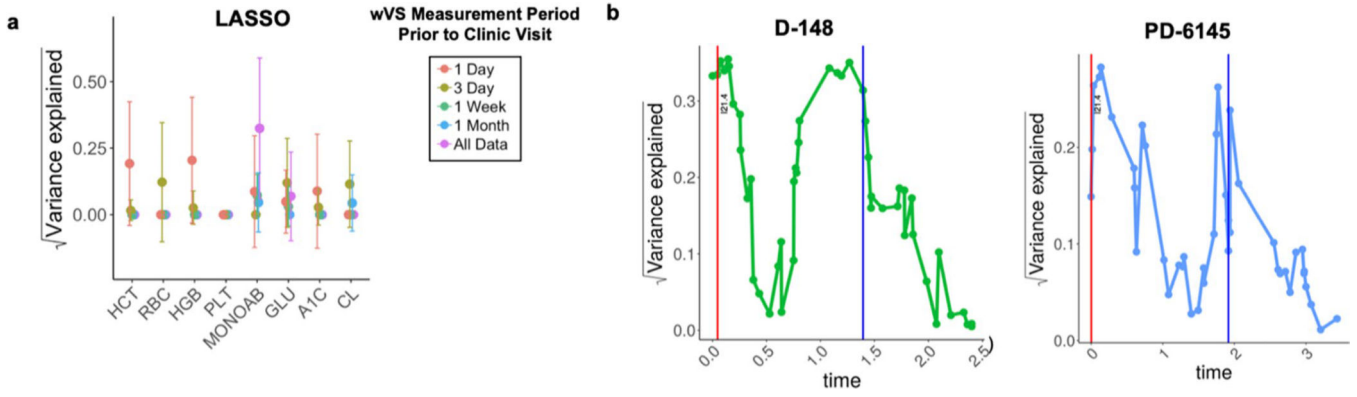 a
LASSO
√Variance explained
0.50
0.25
0.00
HCT
RBC
HGB
PLT
MONOAB
GLU
A1C
CL
wVS Measurement Period
Prior to Clinic Visit
1 Day
3 Day
1 Week
1 Month
All Data
b
D-148
√Variance explained
0.3
0.2
0.1
0.0
I21.4
0.0
0.5
1.0
1.5
2.0
2.5
)
time
PD-6145
√Variance explained
0.2
0.1
0.0
I21.4
0
1
2
3
time